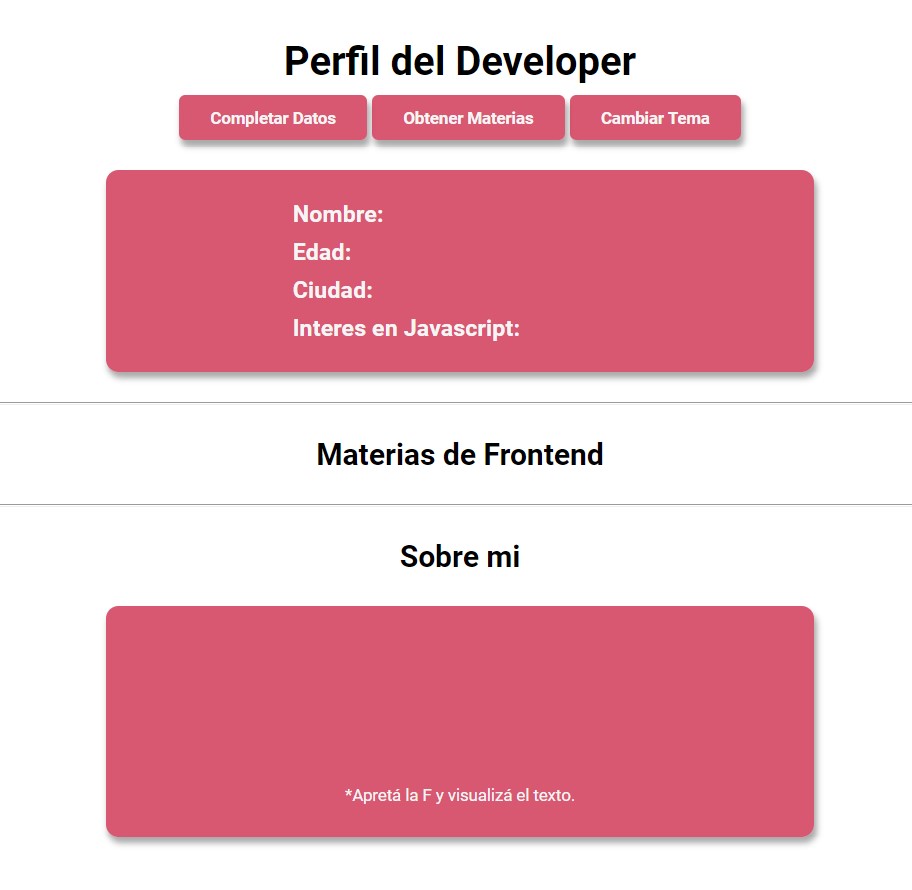 Perfil del Developer
Completar Datos Obtener Materias Cambiar Tema
Nombre:
Edad:
Ciudad:
Interes en Javascript:
Materias de Frontend
Sobre mi
*Apretá la F y visualizá el texto.